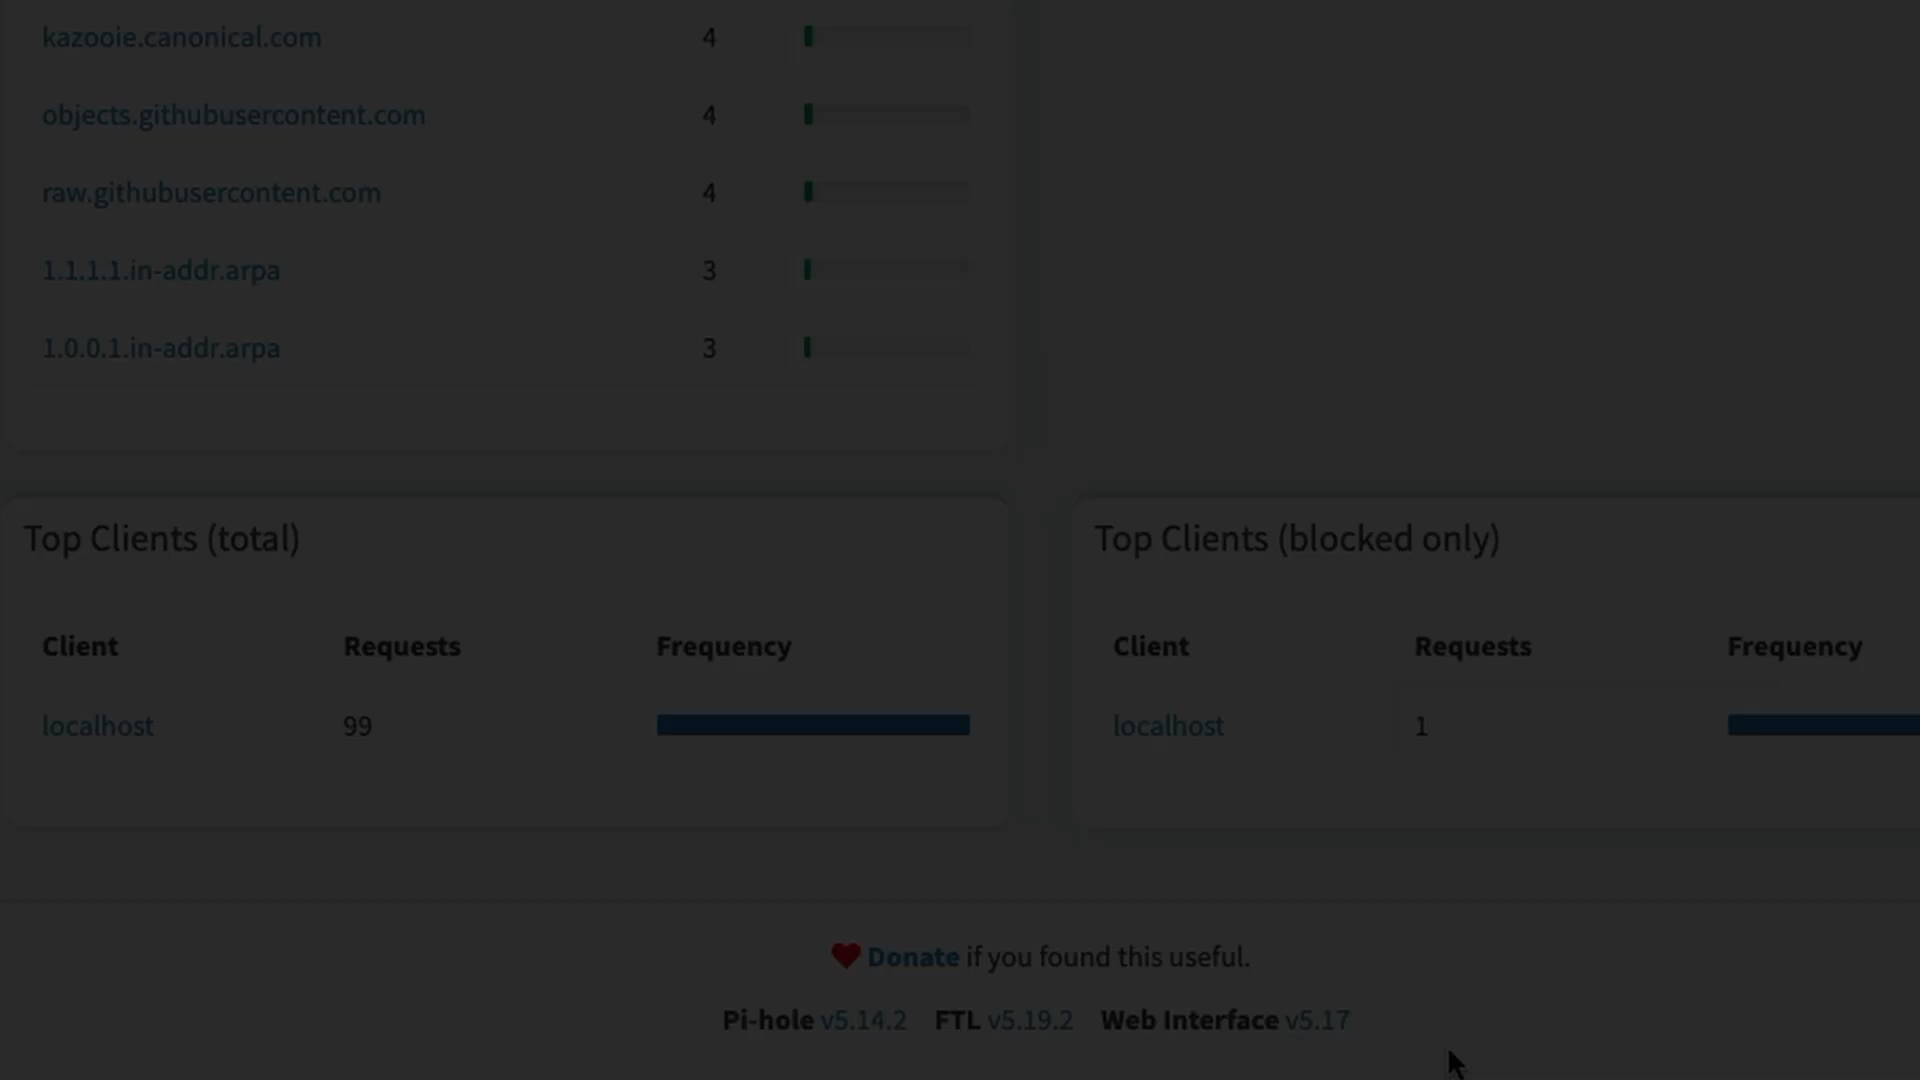 kazooie.canonical.com 4
objects.githubusercontent.com 4
raw.githubusercontent.com 4
1.1.1.1.in-addr.arpa 3
1.0.0.1.in-addr.arpa 3
Top Clients (total)
Client Requests Frequency
localhost 99
Top Clients (blocked only)
Client Requests Frequency
localhost 1
Donate if you found this useful.
Pi-hole v5.14.2 FTL v5.19.2 Web Interface v5.17